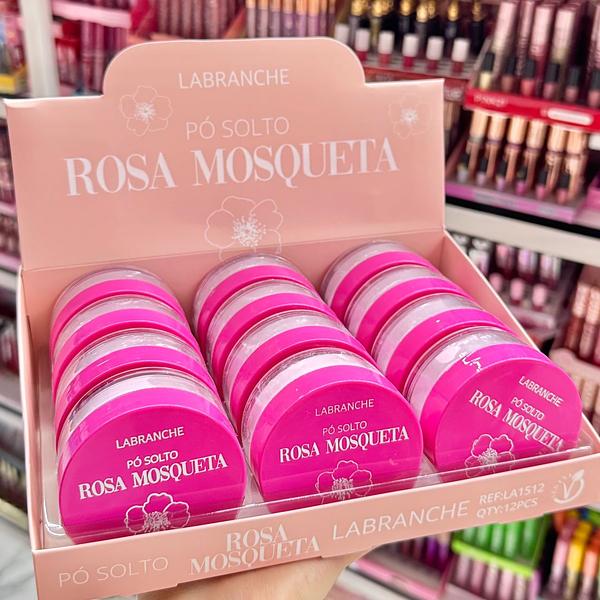 LABRANCHE
PÓ SOLTO
ROSA MOSQUETA
LABRANCHE
PÓ SOLTO
ROSA MOSQUETA
LABRANCHE
PÓ SOLTO
ROSA MOSQUETA
LABRANCHE
PÓ SOLTO
ROSA MOSQUETA
PÓ SOLTO
ROSA
MOSQUETA
LABRANCHE
REF:LA1512
QTY:12PCS